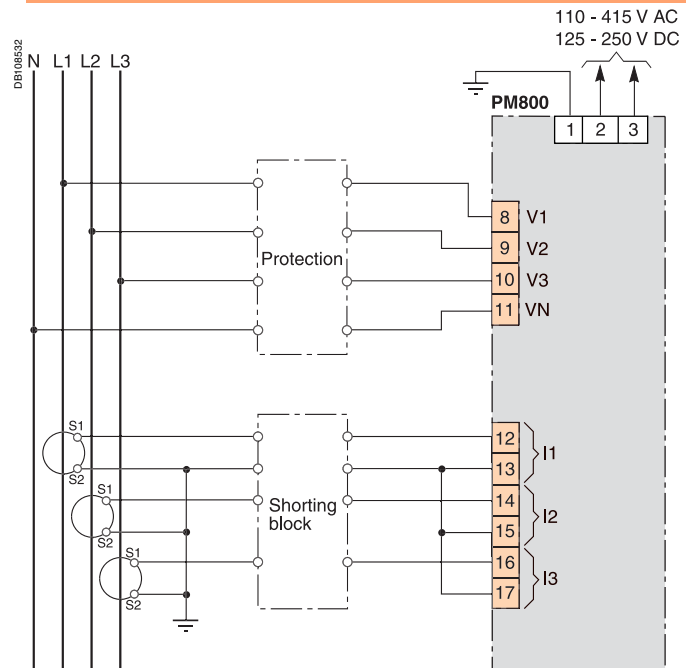 110 - 415 V AC
125 - 250 V DC
DB108532
N L1 L2 L3
PM800
1 2 3
8 V1
9 V2
Protection
10 V3
11 VN
S1
12
I1
S2
13
S1
14
Shorting
block
I2
S2
15
S1
16
I3
S2
17